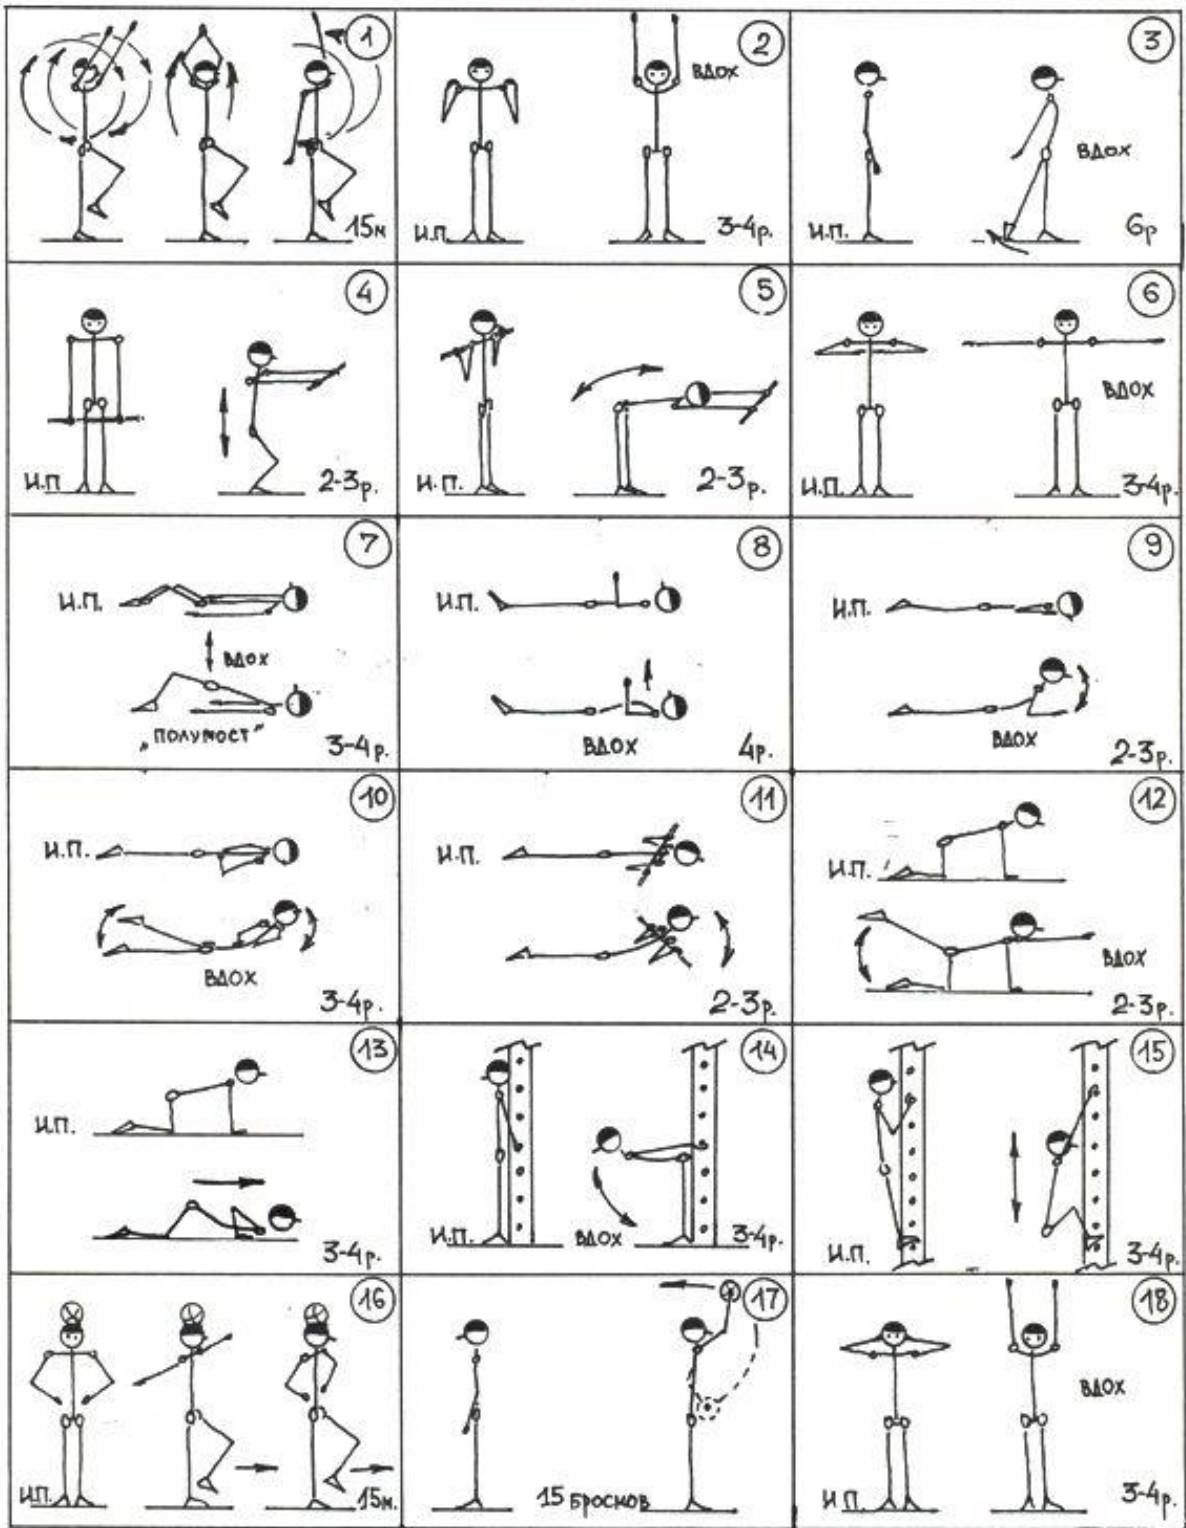 1
15м
2
ВДОХ
И.П.
3-4р.
3
ВДОХ
И.П.
6р
4
И.П
2-3р.
5
И.П.
2-3р.
6
ВДОХ
И.П.
3-4р.
7
И.П.
ВДОХ
„ПОЛУМОСТ“
3-4р.
8
И.П.
ВДОХ
4р.
9
И.П.
ВДОХ
2-3р.
10
И.П.
ВДОХ
3-4р.
11
И.П.
2-3р.
12
И.П.
ВДОХ
2-3р.
13
И.П.
3-4р.
14
И.П.
ВДОХ
3-4р.
15
И.П.
3-4р.
16
И.П.
15м.
17
15 БРОСКОВ
18
ВДОХ
И.П.
3-4р.